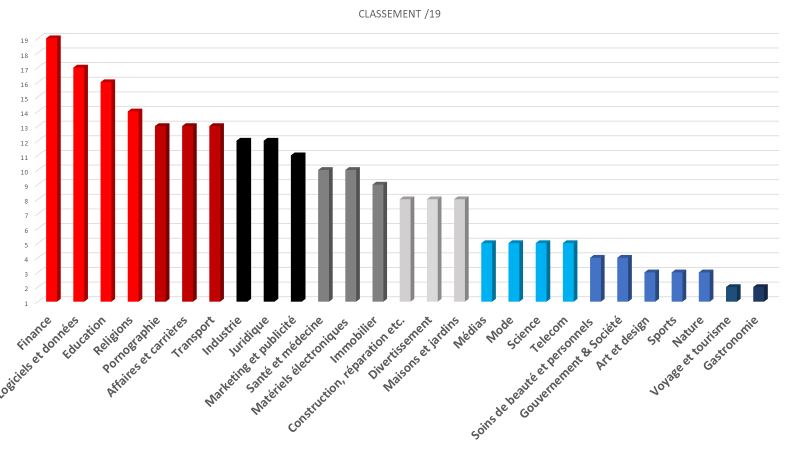 CLASSEMENT /19
19
18
17
16
15
14
13
12
11
10
9
8
7
6
5
4
3
2
1
Finance
Logiciels et données
Education
Religions
Pornographie
Affaires et carrières
Transport
Industrie
Juridique
Marketing et publicité
Santé et médecine
Matériels électroniques
Immobilier
Construction, réparation etc.
Divertissement
Maisons et jardins
Médias
Mode
Science
Telecom
Soins de beauté et personnels
Gouvernement & Société
Art et design
Sports
Nature
Voyage et tourisme
Gastronomie